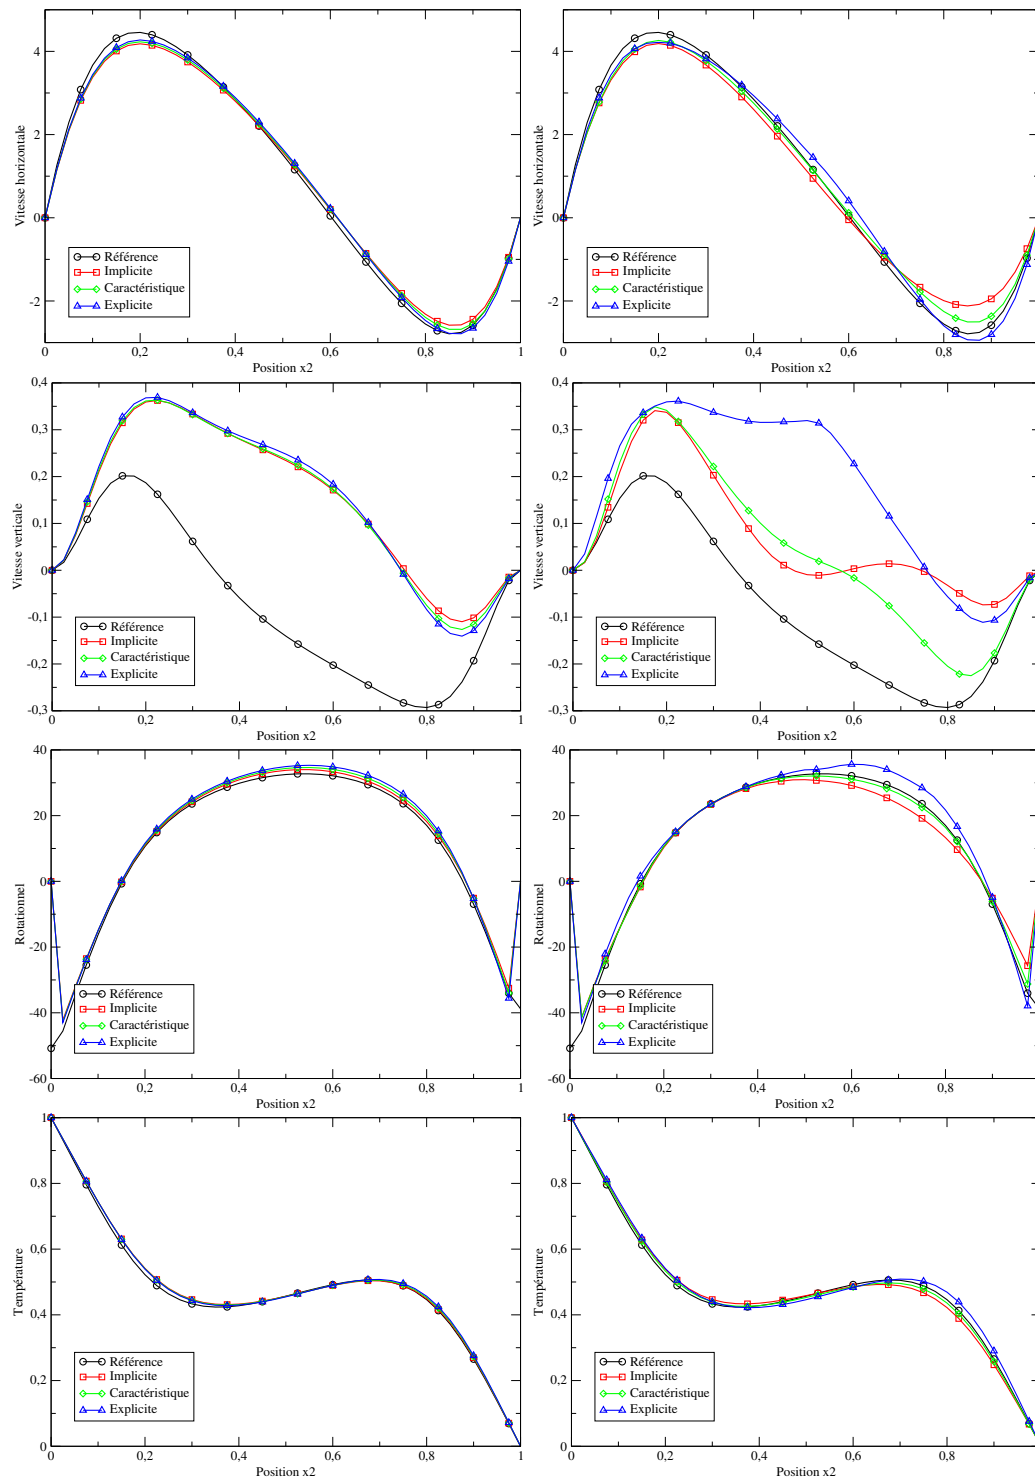 4
2
0
-2
Vitesse horizontale
Référence
Implicite
Caractéristique
Explicite
0
0,2
0,4
0,6
0,8
1
Position x2
4
2
0
-2
Vitesse horizontale
Référence
Implicite
Caractéristique
Explicite
0
0,2
0,4
0,6
0,8
Position x2
0,4
0,3
0,2
0,1
0
-0,1
-0,2
-0,3
Vitesse verticale
Référence
Implicite
Caractéristique
Explicite
0
0,2
0,4
0,6
0,8
1
Position x2
0,4
0,3
0,2
0,1
0
-0,1
-0,2
-0,3
Vitesse verticale
Référence
Implicite
Caractéristique
Explicite
0
0,2
0,4
0,6
0,8
Position x2
40
20
0
-20
-40
-60
Rotationnel
Référence
Implicite
Caractéristique
Explicite
0
0,2
0,4
0,6
0,8
1
Position x2
40
20
0
-20
-40
-60
Rotationnel
Référence
Implicite
Caractéristique
Explicite
0
0,2
0,4
0,6
0,8
Position x2
1
0,8
0,6
0,4
0,2
0
Température
Référence
Implicite
Caractéristique
Explicite
0
0,2
0,4
0,6
0,8
1
Position x2
1
0,8
0,6
0,4
0,2
0
Température
Référence
Implicite
Caractéristique
Explicite
0
0,2
0,4
0,6
0,8
Position x2